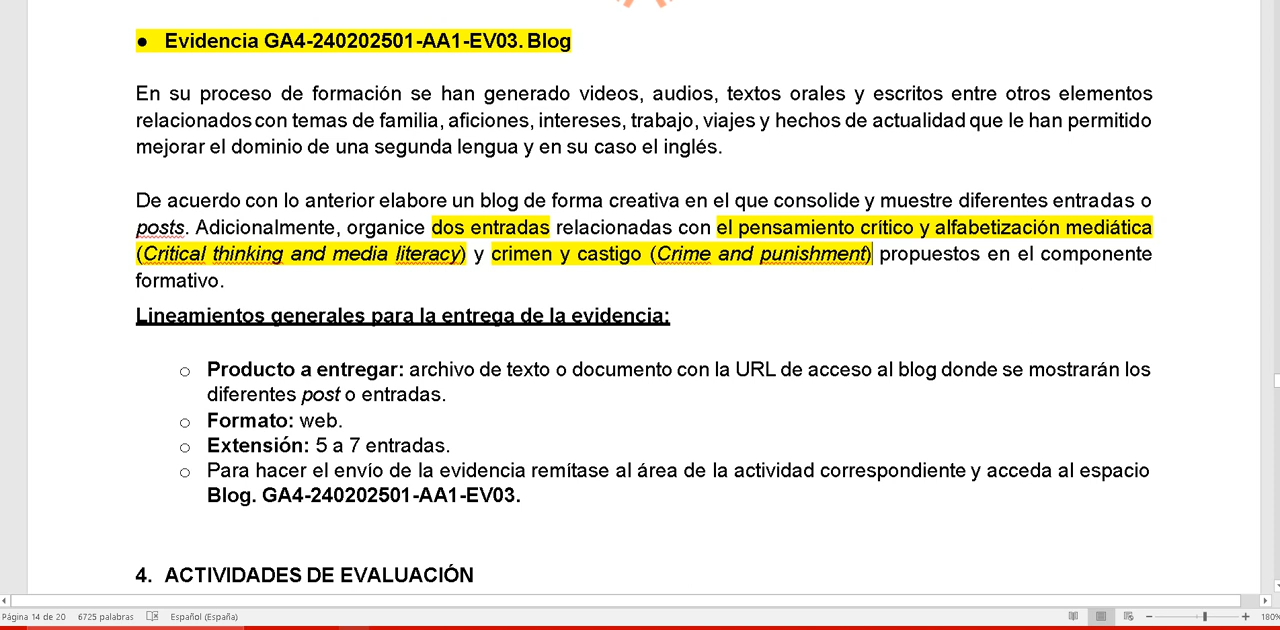 ● Evidencia GA4-240202501-AA1-EV03. Blog
En su proceso de formación se han generado videos, audios, textos orales y escritos entre otros elementos
relacionados con temas de familia, aficiones, intereses, trabajo, viajes y hechos de actualidad que le han permitido
mejorar el dominio de una segunda lengua y en su caso el inglés.
De acuerdo con lo anterior elabore un blog de forma creativa en el que consolide y muestre diferentes entradas o
posts. Adicionalmente, organice dos entradas relacionadas con el pensamiento crítico y alfabetización mediática
(Critical thinking and media literacy) y crimen y castigo (Crime and punishment) propuestos en el componente
formativo.
Lineamientos generales para la entrega de la evidencia:
○ Producto a entregar: archivo de texto o documento con la URL de acceso al blog donde se mostrarán los
diferentes post o entradas.
○ Formato: web.
○ Extensión: 5 a 7 entradas.
○ Para hacer el envío de la evidencia remítase al área de la actividad correspondiente y acceda al espacio
Blog. GA4-240202501-AA1-EV03.
4. ACTIVIDADES DE EVALUACIÓN
Página 14 de 20 6725 palabras Español (España) 180%